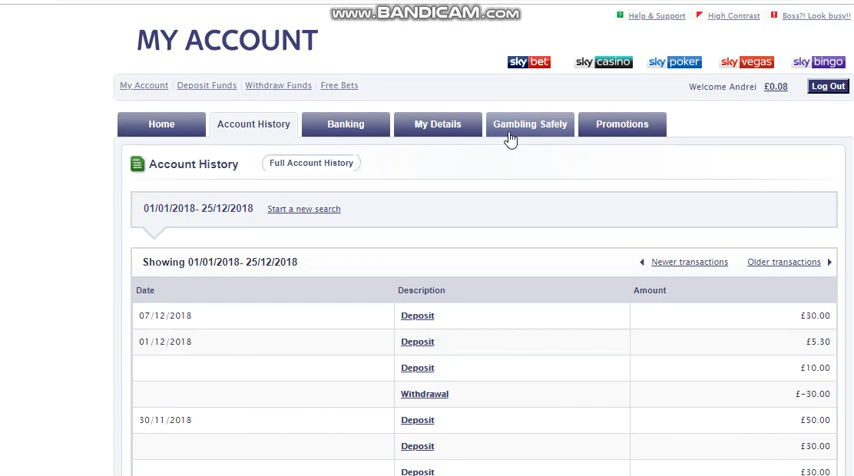 www.BANDICAM.com
Help & Support High Contrast Boss?! Look busy!!
MY ACCOUNT
sky bet sky casino sky poker sky vegas sky bingo
My Account Deposit Funds Withdraw Funds Free Bets Welcome Andrei £0.08 Log Out
Home Account History Banking My Details Gambling Safely Promotions
Account History Full Account History
01/01/2018- 25/12/2018 Start a new search
Showing 01/01/2018- 25/12/2018 Newer transactions Older transactions
Date Description Amount
07/12/2018 Deposit £30.00
01/12/2018 Deposit £5.30
Deposit £10.00
Withdrawal £-30.00
30/11/2018 Deposit £50.00
Deposit £30.00
Deposit £30.00